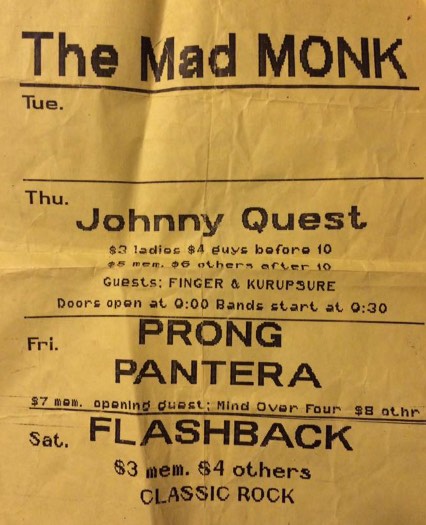 The Mad MONK
Tue.
Thu.
Johnny Quest
$3 ladies $4 guys before 10
$5 mem. $6 others after 10
Guests: FINGER & KURUPSURE
Doors open at 0:00 Bands start at 0:30
Fri.
PRONG
PANTERA
$7 mem. opening guest: Mind Over Four $8 othr
Sat. FLASHBACK
$3 mem. $4 others
CLASSIC ROCK